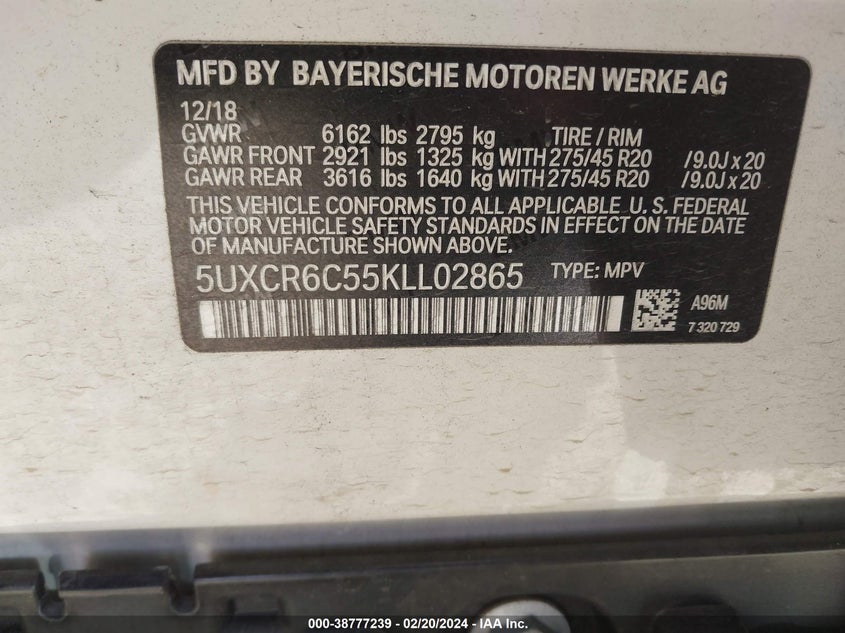 MFD BY BAYERISCHE MOTOREN WERKE AG
12/18
GVWR 6162 lbs 2795 kg TIRE / RIM
GAWR FRONT 2921 lbs 1325 kg WITH 275/45 R20 /9.0J x 20
GAWR REAR 3616 lbs 1640 kg WITH 275/45 R20 /9.0J x 20
THIS VEHICLE CONFORMS TO ALL APPLICABLE U. S. FEDERAL
MOTOR VEHICLE SAFETY STANDARDS IN EFFECT ON THE DATE
OF MANUFACTURE SHOWN ABOVE.
5UXCR6C55KLL02865 TYPE: MPV
A96M
7 320 729
000-38777239 - 02/20/2024 - IAA Inc.